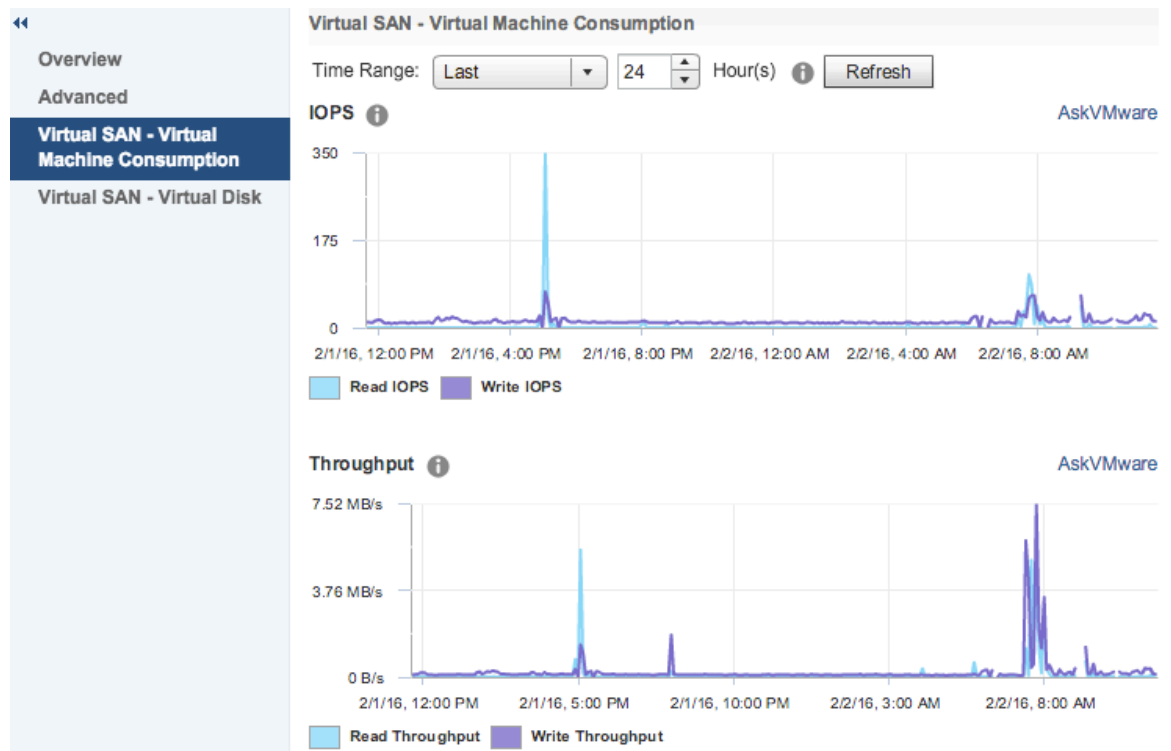 Overview
Advanced
Virtual SAN - Virtual
Machine Consumption
Virtual SAN - Virtual Disk
Virtual SAN - Virtual Machine Consumption
Time Range: Last 24 Hour(s) Refresh
IOPS AskVMware
350
175
0
2/1/16, 12:00 PM 2/1/16, 4:00 PM 2/1/16, 8:00 PM 2/2/16, 12:00 AM 2/2/16, 4:00 AM 2/2/16, 8:00 AM
Read IOPS Write IOPS
Throughput AskVMware
7.52 MB/s
3.76 MB/s
0 B/s
2/1/16, 12:00 PM 2/1/16, 5:00 PM 2/1/16, 10:00 PM 2/2/16, 3:00 AM 2/2/16, 8:00 AM
Read Throughput Write Throughput